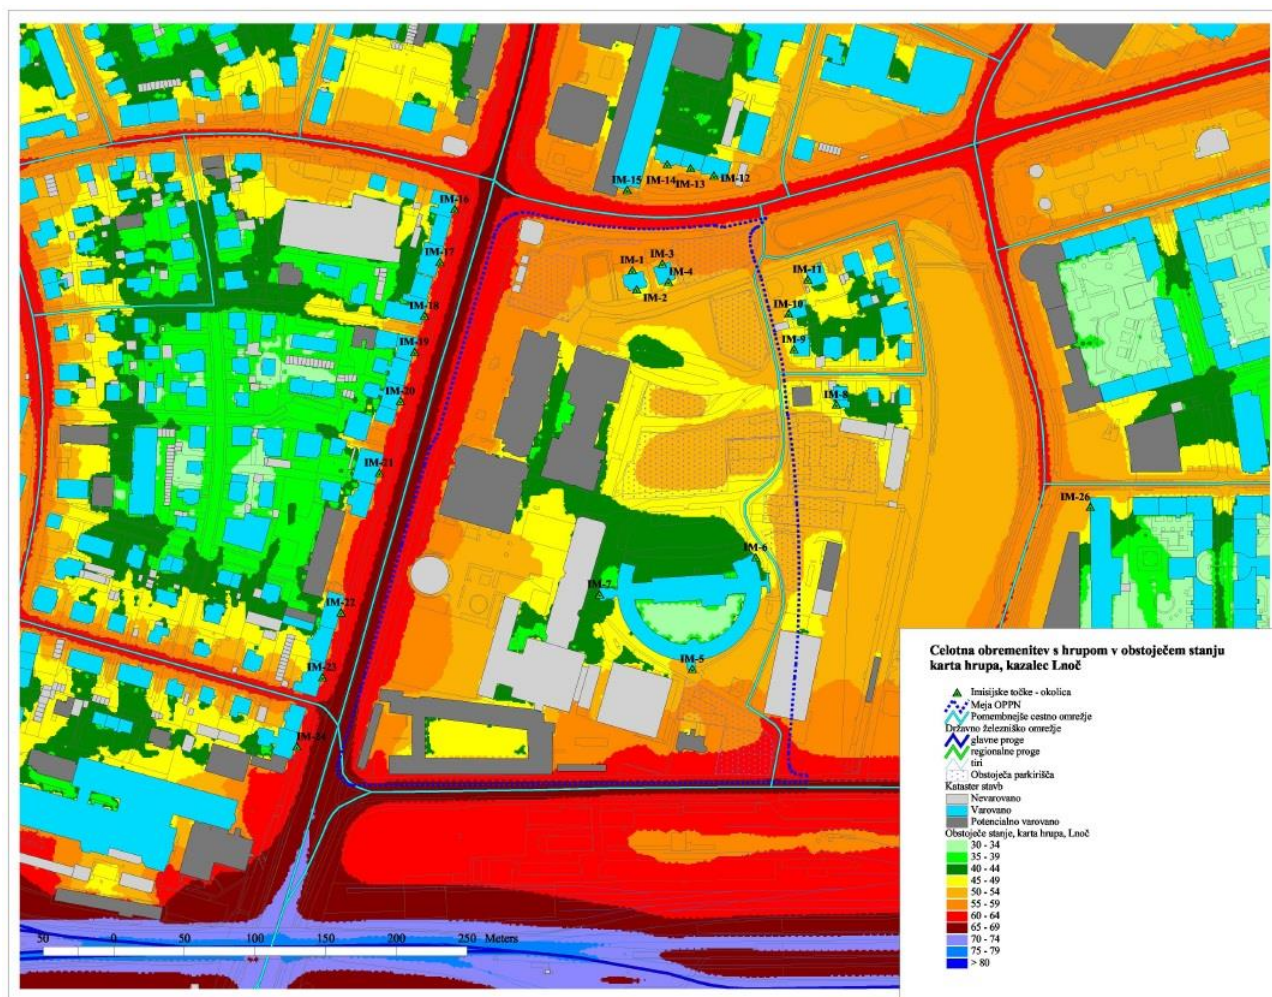 IM-15
IM-14
IM-13
IM-12
IM-16
IM-17
IM-18
IM-19
IM-20
IM-21
IM-22
IM-23
IM-24
IM-1
IM-3
IM-4
IM-2
IM-11
IM-10
IM-9
IM-8
IM-26
IM-6
IM-7
IM-5
50 0 50 100 150 200 250 Meters
Celotna obremenitev s hrupom v obstoječem stanju
karta hrupa, kazalec Lnoč
Imisijske točke - okolica
Meja OPPN
Pomembnejše cestno omrežje
Državno železniško omrežje
glavne proge
regionalne proge
tiri
Obstoječa parkirišča
Kataster stavb
Nevarovano
Varovano
Potencialno varovano
Obstoječe stanje, karta hrupa, Lnoč
30 - 34
35 - 39
40 - 44
45 - 49
50 - 54
55 - 59
60 - 64
65 - 69
70 - 74
75 - 79
> 80